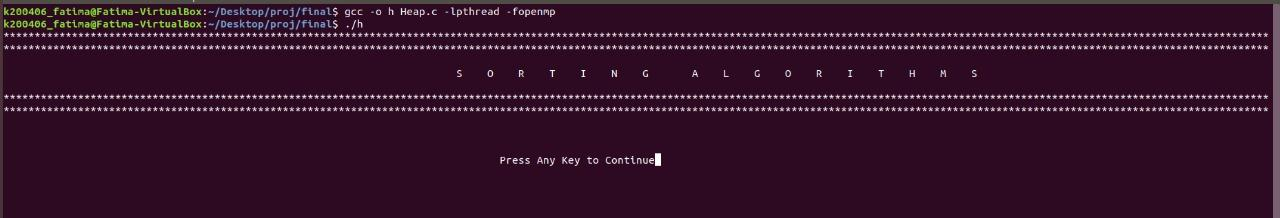 k200406_fatima@Fatima-VirtualBox:~/Desktop/proj/final$ gcc -o h Heap.c -lpthread -fopenmp
k200406_fatima@Fatima-VirtualBox:~/Desktop/proj/final$ ./h
************************************************************************************************************************************************************************************************************
************************************************************************************************************************************************************************************************************
S O R T I N G A L G O R I T H M S
************************************************************************************************************************************************************************************************************
************************************************************************************************************************************************************************************************************
Press Any Key to Continue